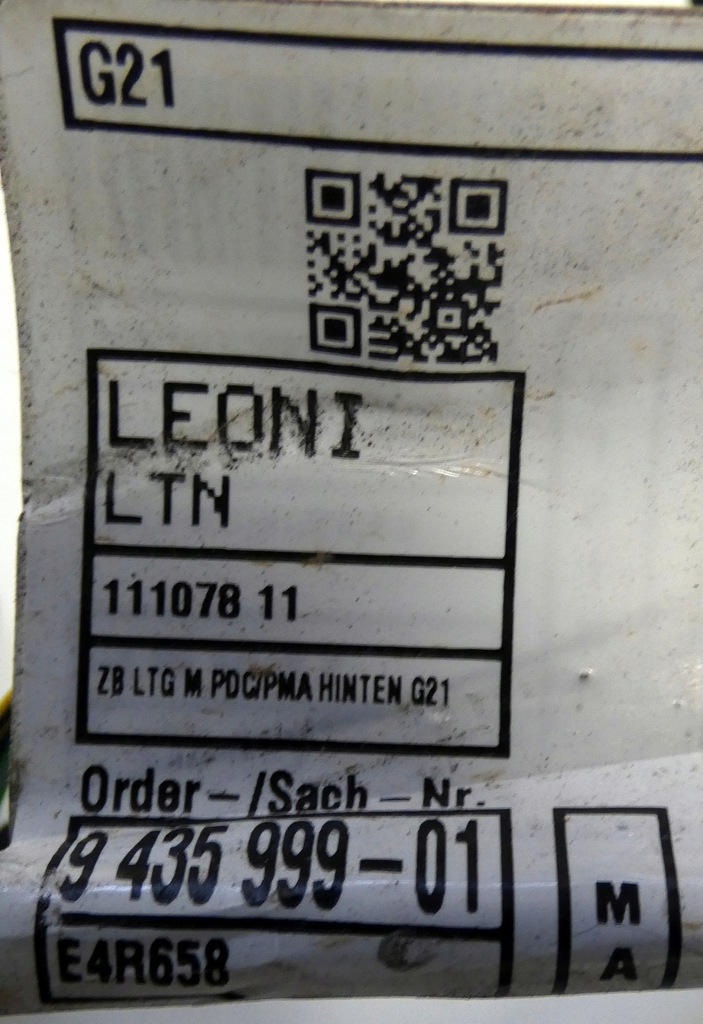 G21
LEONI
LTN
111078 11
ZB LTG M PDC/PMA HINTEN G21
Order-/Sach-Nr.
9 435 999-01
E4R658
M
A